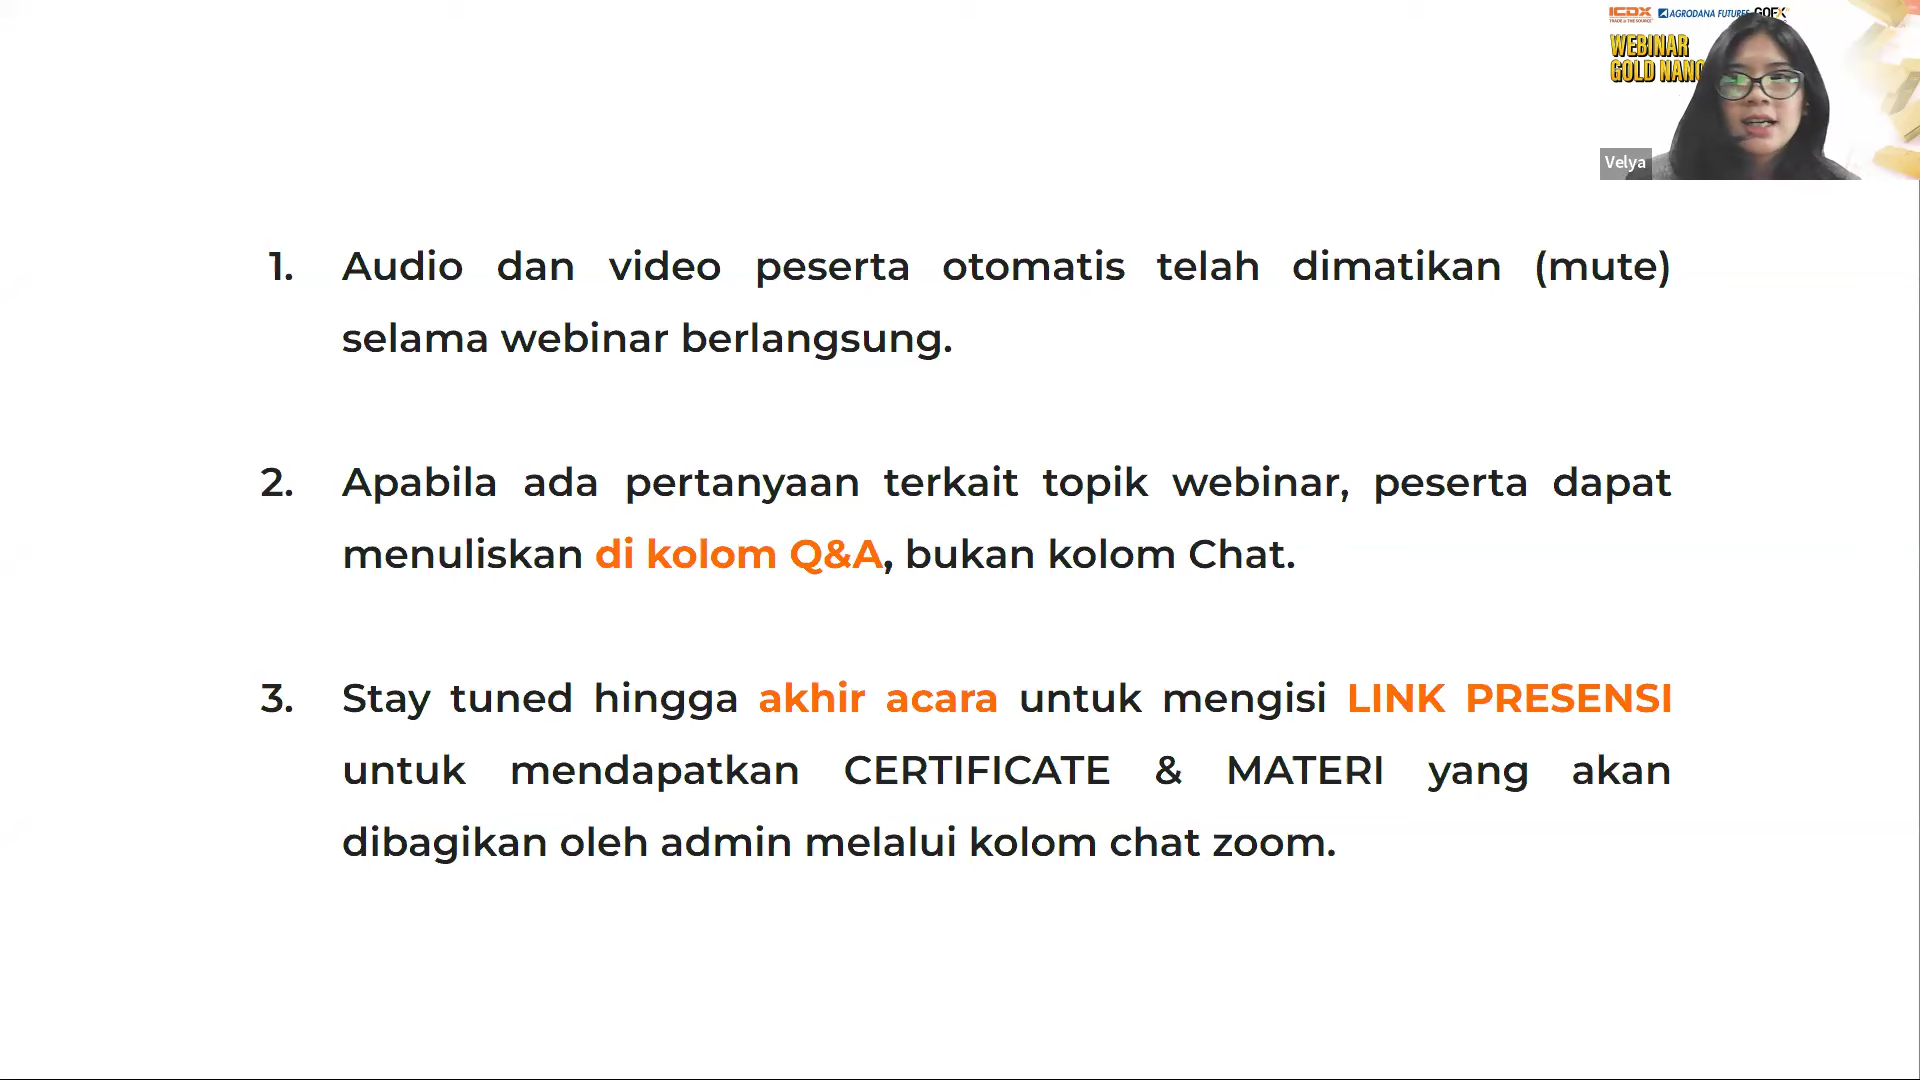 ICDX
AGRODANA FUTURES
GOFX
WEBINAR
GOLD NANO
Velya
1. Audio dan video peserta otomatis telah dimatikan (mute)
selama webinar berlangsung.
2. Apabila ada pertanyaan terkait topik webinar, peserta dapat
menuliskan di kolom Q&A, bukan kolom Chat.
3. Stay tuned hingga akhir acara untuk mengisi LINK PRESENSI
untuk mendapatkan CERTIFICATE & MATERI yang akan
dibagikan oleh admin melalui kolom chat zoom.